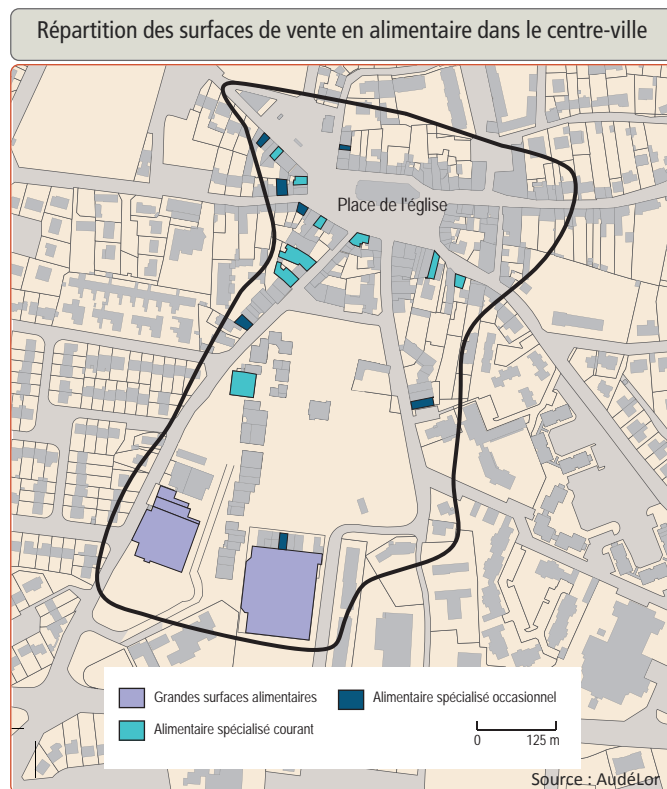 Répartition des surfaces de vente en alimentaire dans le centre-ville
Place de l'église
Grandes surfaces alimentaires
Alimentaire spécialisé occasionnel
Alimentaire spécialisé courant
0
125 m
Source : AudéLor